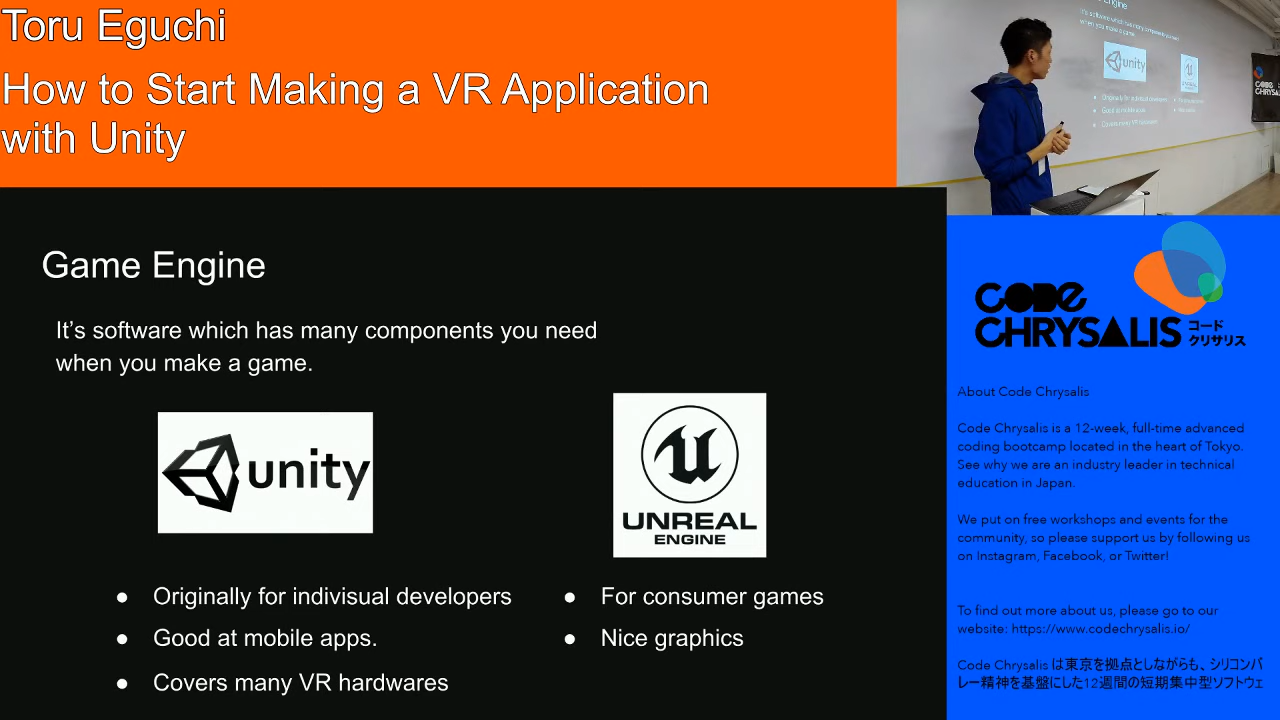 Toru Eguchi
How to Start Making a VR Application
with Unity
Game Engine
It's software which has many components you need
when you make a game.
unity
UNREAL
ENGINE
● Originally for indivisual developers
● Good at mobile apps.
● Covers many VR hardwares
● For consumer games
● Nice graphics
CODE
CHRYSALIS
コード
クリサリス
About Code Chrysalis
Code Chrysalis is a 12-week, full-time advanced
coding bootcamp located in the heart of Tokyo.
See why we are an industry leader in technical
education in Japan.
We put on free workshops and events for the
community, so please support us by following us
on Instagram, Facebook, or Twitter!
To find out more about us, please go to our
website: https://www.codechrysalis.io/
Code Chrysalis は東京を拠点としながらも、シリコンバ
レー精神を基盤にした12週間の短期集中型ソフトウェ